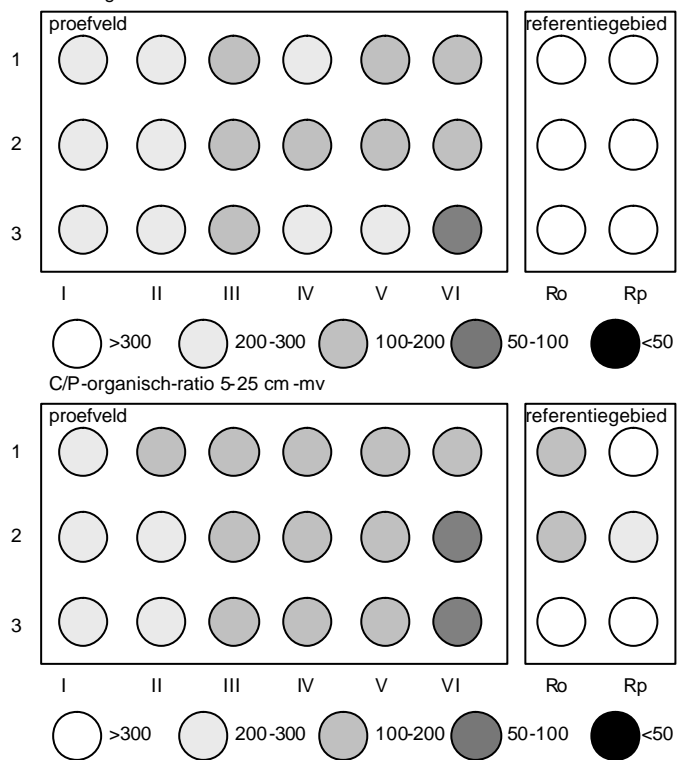 proefveld referentiegebied
1
2
3
I II III IV V VI Ro Rp
>300 200-300 100-200 50-100 <50
C/P-organisch-ratio 5-25 cm-mv
proefveld referentiegebied
1
2
3
I II III IV V VI Ro Rp
>300 200-300 100-200 50-100 <50